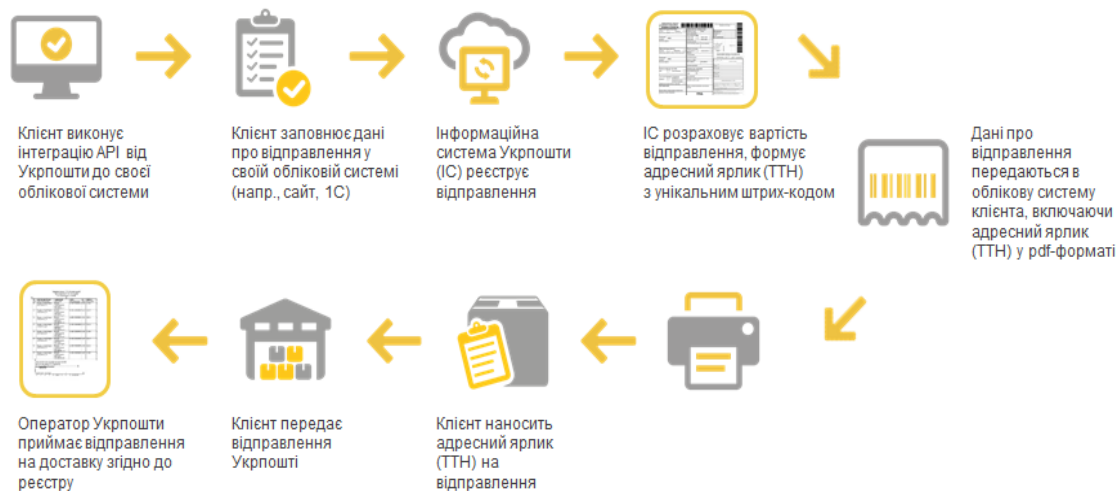 Клієнт виконує
інтеграцію API від
Укрпошти до своєї
облікової системи
Клієнт заповнює дані
про відправлення у
своїй обліковій системі
(напр., сайт, 1С)
Інформаційна
система Укрпошти
(ІС) реєструє
відправлення
ІС розраховує вартість
відправлення, формує
адресний ярлик (ТТН)
з унікальним штрих-кодом
Дані про
відправлення
передаються в
облікову систему
клієнта, включаючи
адресний ярлик
(ТТН) у pdf-форматі
Клієнт наносить
адресний ярлик
(ТТН) на
відправлення
Клієнт передає
відправлення
Укрпошті
Оператор Укрпошти
приймає відправлення
на доставку згідно до
реєстру